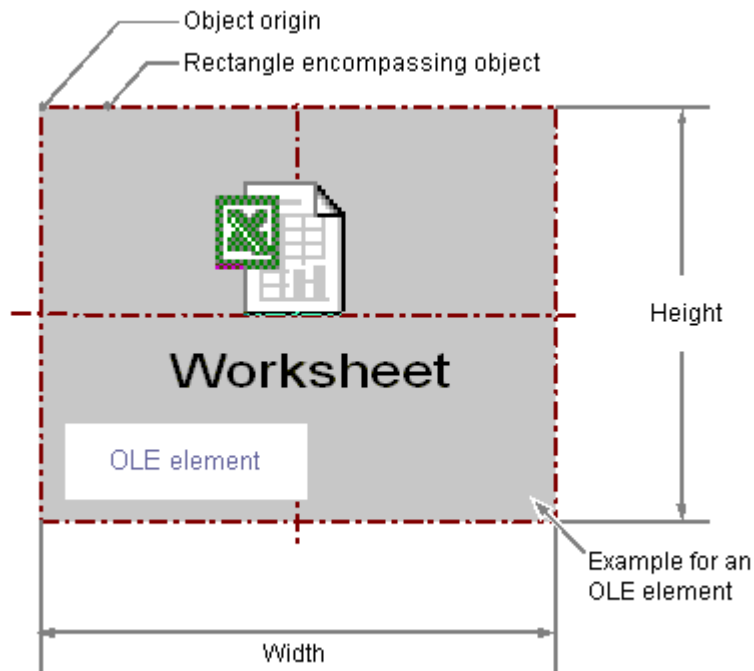 Object origin
Rectangle encompassing object
Height
Worksheet
OLE element
Example for an
OLE element
Width